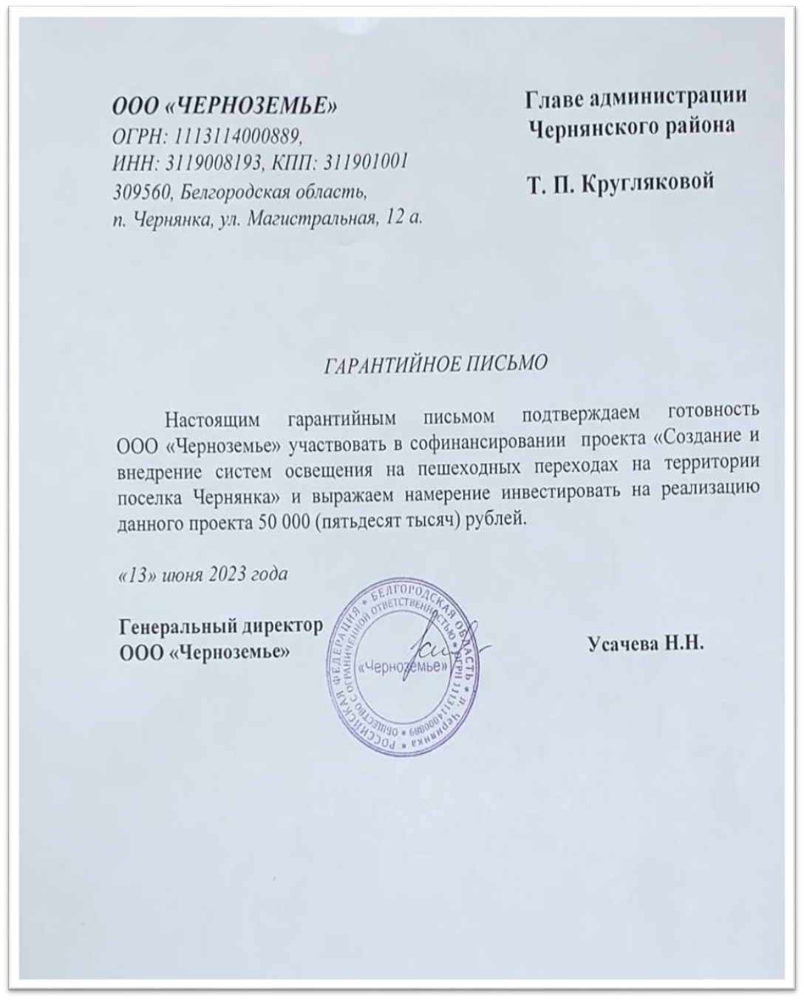 ООО «ЧЕРНОЗЕМЬЕ»
ОГРН: 1113114000889,
ИНН: 3119008193, КПП: 311901001
309560, Белгородская область,
п. Чернянка, ул. Магистральная, 12 а.
Главе администрации
Чернянского района
Т. П. Кругляковой
ГАРАНТИЙНОЕ ПИСЬМО
Настоящим гарантийным письмом подтверждаем готовность
ООО «Черноземье» участвовать в софинансировании проекта «Создание и
внедрение систем освещения на пешеходных переходах на территории
поселка Чернянка» и выражаем намерение инвестировать на реализацию
данного проекта 50 000 (пятьдесят тысяч) рублей.
«13» июня 2023 года
Генеральный директор
ООО «Черноземье»
РОССИЙСКАЯ ФЕДЕРАЦИЯ * БЕЛГОРОДСКАЯ ОБЛАСТЬ * п. Чернянка *
ОБЩЕСТВО С ОГРАНИЧЕННОЙ ОТВЕТСТВЕННОСТЬЮ * ОГРН 1113114000889 *
«Черноземье»
Усачева Н.Н.